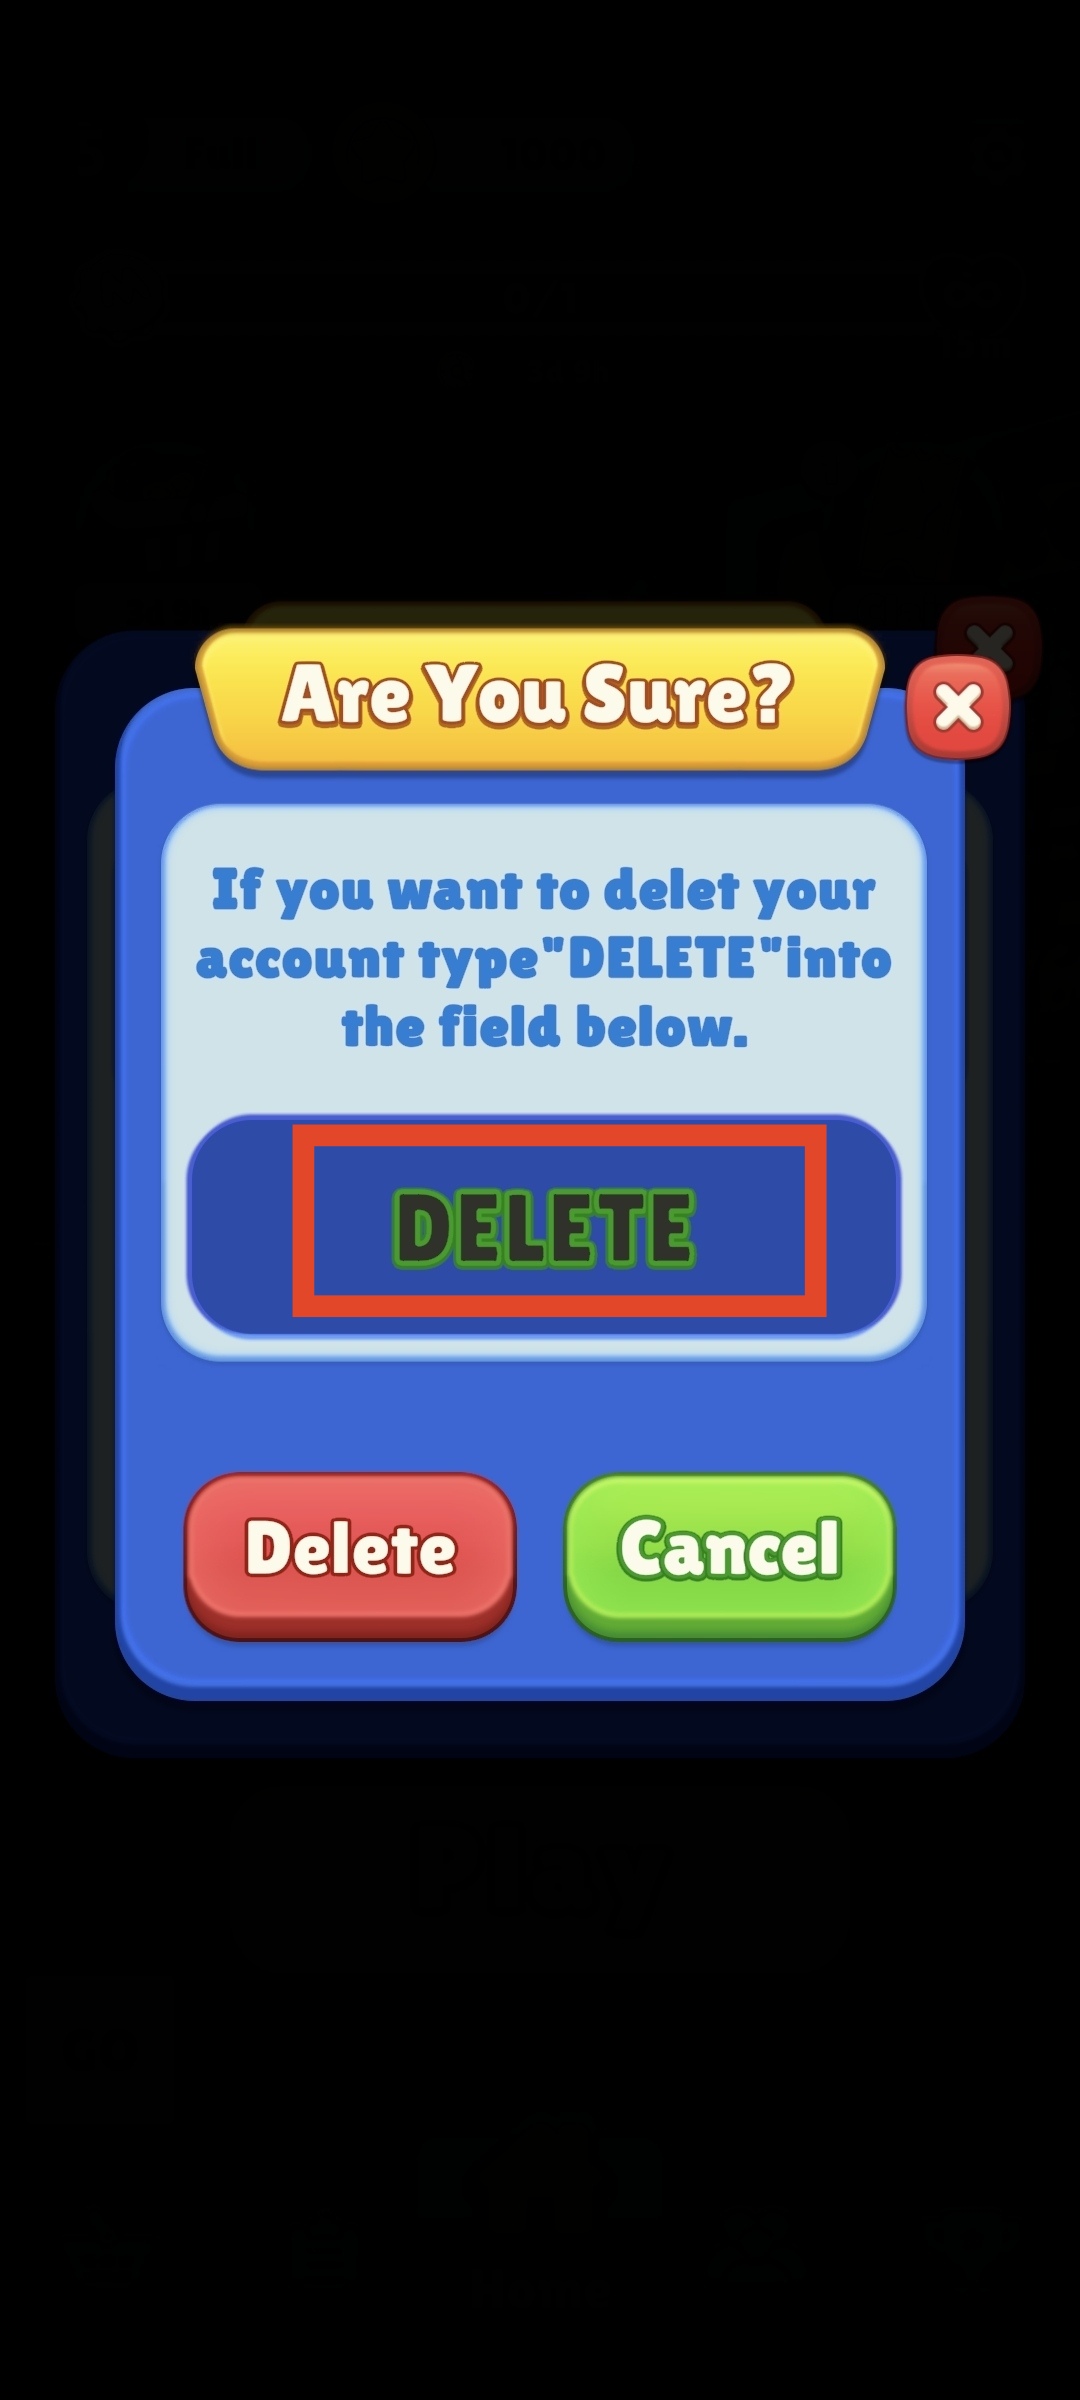 Are You Sure?
If you want to delet your
account type"DELETE"into
the field below.
DELETE
Delete
Cancel
Play